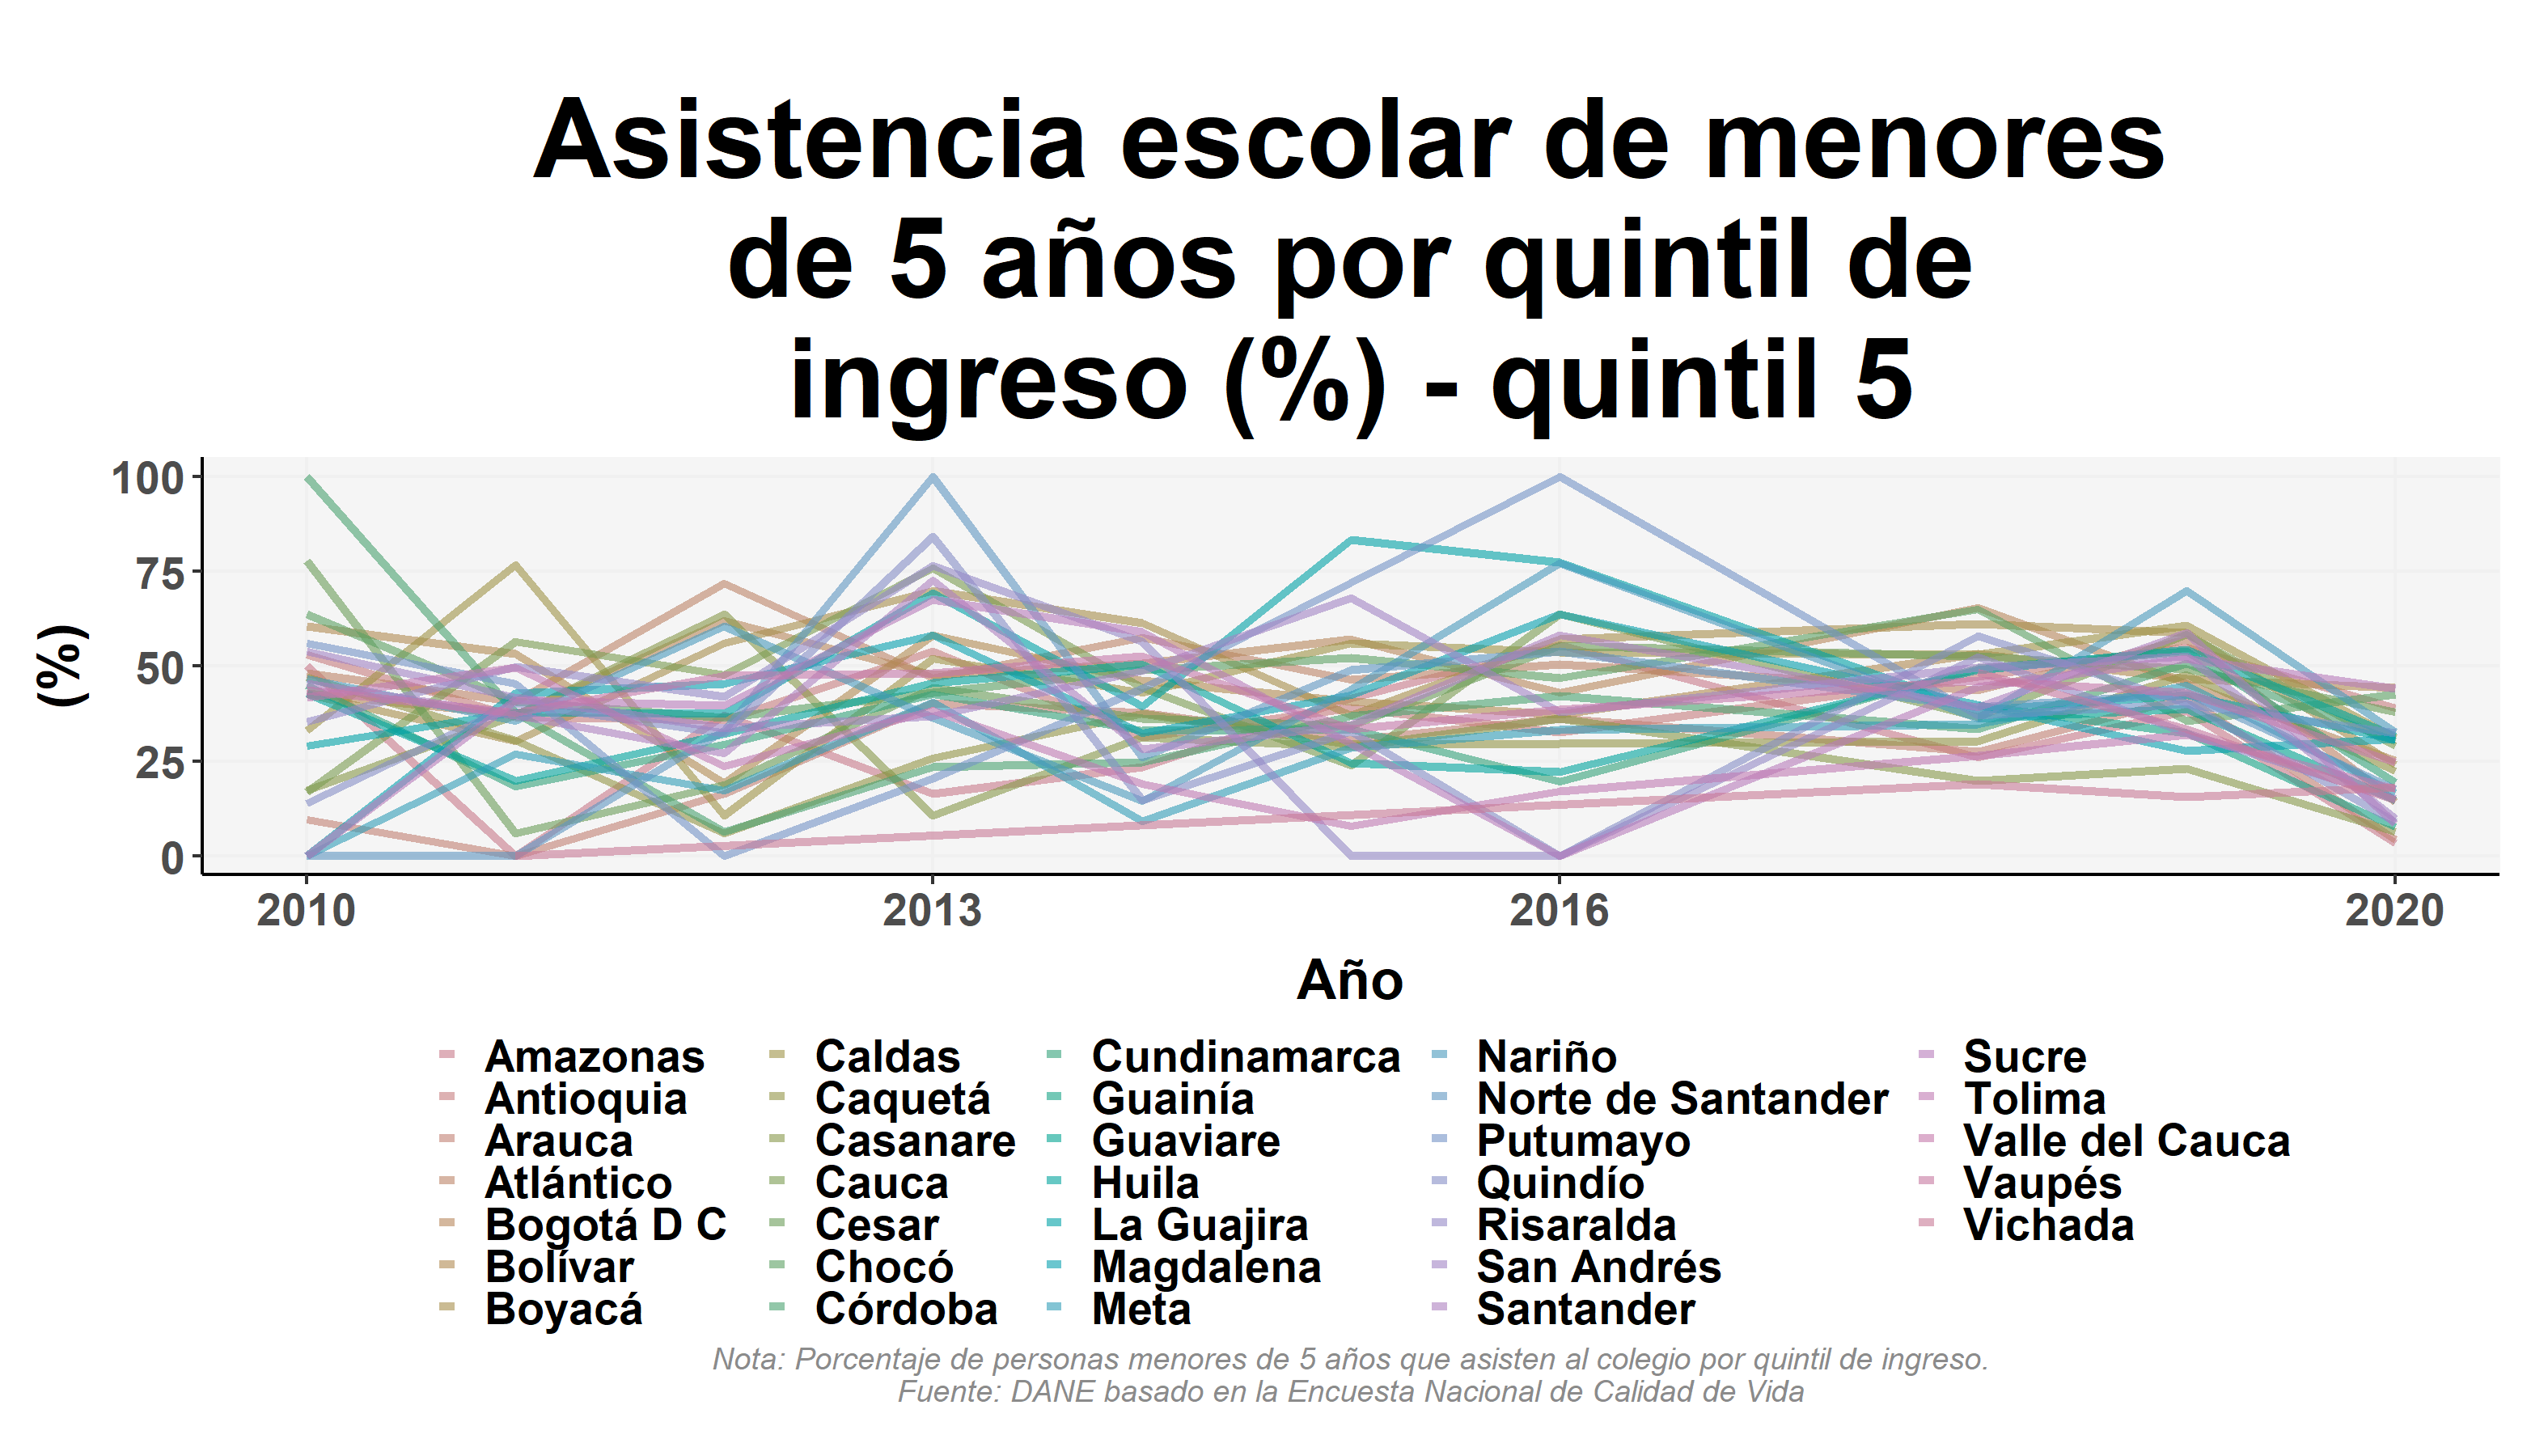 Asistencia escolar de menores
de 5 años por quintil de
ingreso (%) - quintil 5
(%)
100
75
50
25
0
2010 2013 2016 2020
Año
Amazonas Caldas Cundinamarca Nariño Sucre
Antioquia Caquetá Guainía Norte de Santander Tolima
Arauca Casanare Guaviare Putumayo Valle del Cauca
Atlántico Cauca Huila Quindío Vaupés
Bogotá D C Cesar La Guajira Risaralda Vichada
Bolívar Chocó Magdalena San Andrés
Boyacá Córdoba Meta Santander
Nota: Porcentaje de personas menores de 5 años que asisten al colegio por quintil de ingreso.
Fuente: DANE basado en la Encuesta Nacional de Calidad de Vida